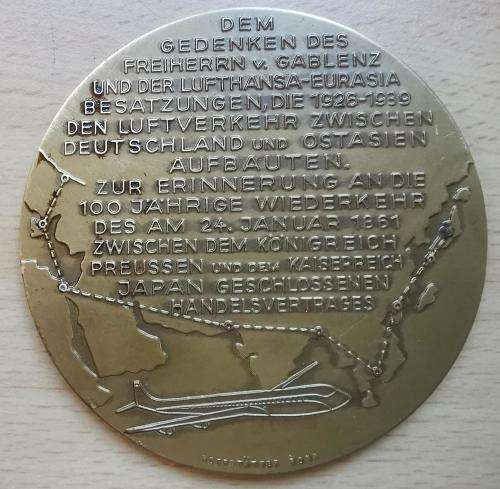 DEM
GEDENKEN DES
FREIHERRN v. GABLENZ
UND DER LUFTHANSA-EURASIA
BESATZUNGEN, DIE 1926-1939
DEN LUFTVERKEHR ZWISCHEN
DEUTSCHLAND UND OSTASIEN
AUFBAUTEN.
ZUR ERINNERUNG AN DIE
100 JÄHRIGE WIEDERKEHR
DES AM 24. JANUAR 1861
ZWISCHEN DEM KÖNIGREICH
PREUSSEN UND DEM KAISERREICH
JAPAN GESCHLOSSENEN
HANDELSVERTRAGES